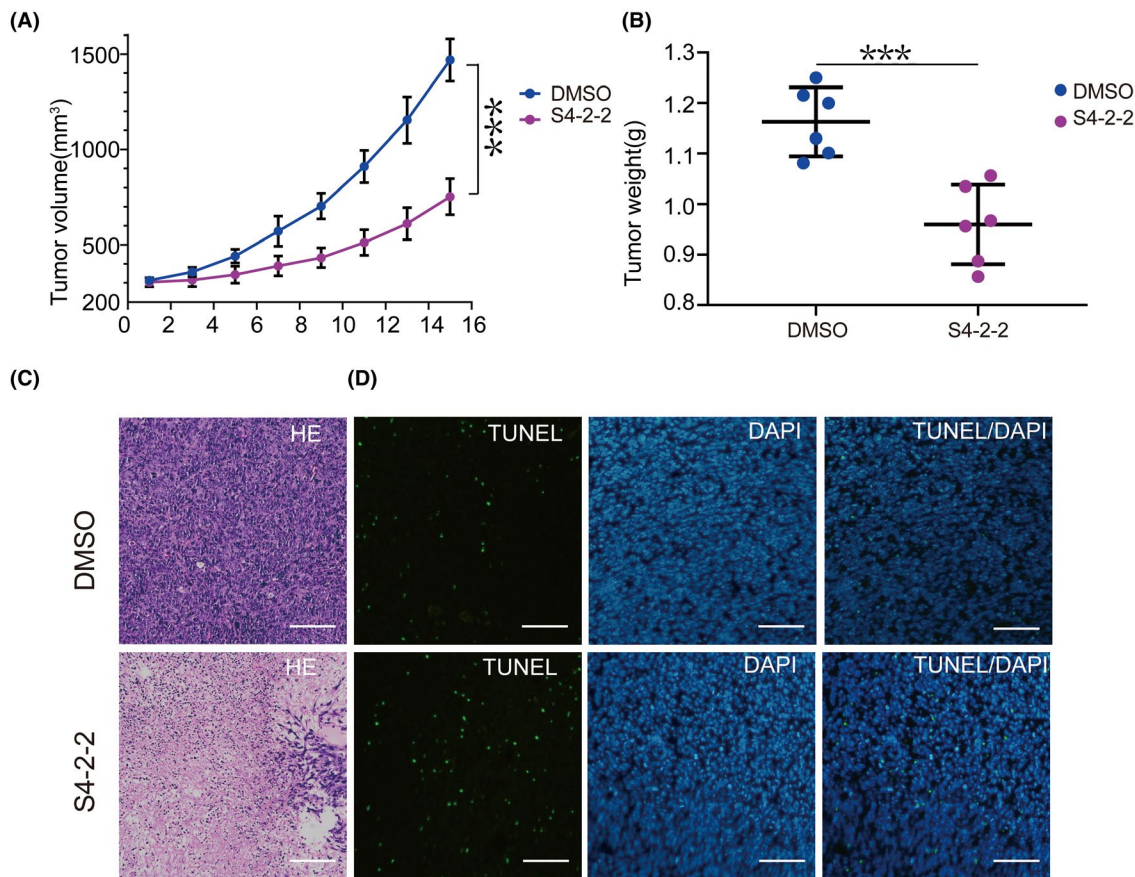 (A)
Tumor volume(mm³)
1500
1000
500
200
0 2 4 6 8 10 12 14 16
DMSO
S4-2-2
***
(B)
Tumor weight(g)
1.3
1.2
1.1
1.0
0.9
0.8
***
DMSO
S4-2-2
DMSO S4-2-2
(C)
(D)
DMSO
HE TUNEL DAPI TUNEL/DAPI
S4-2-2
HE TUNEL DAPI TUNEL/DAPI